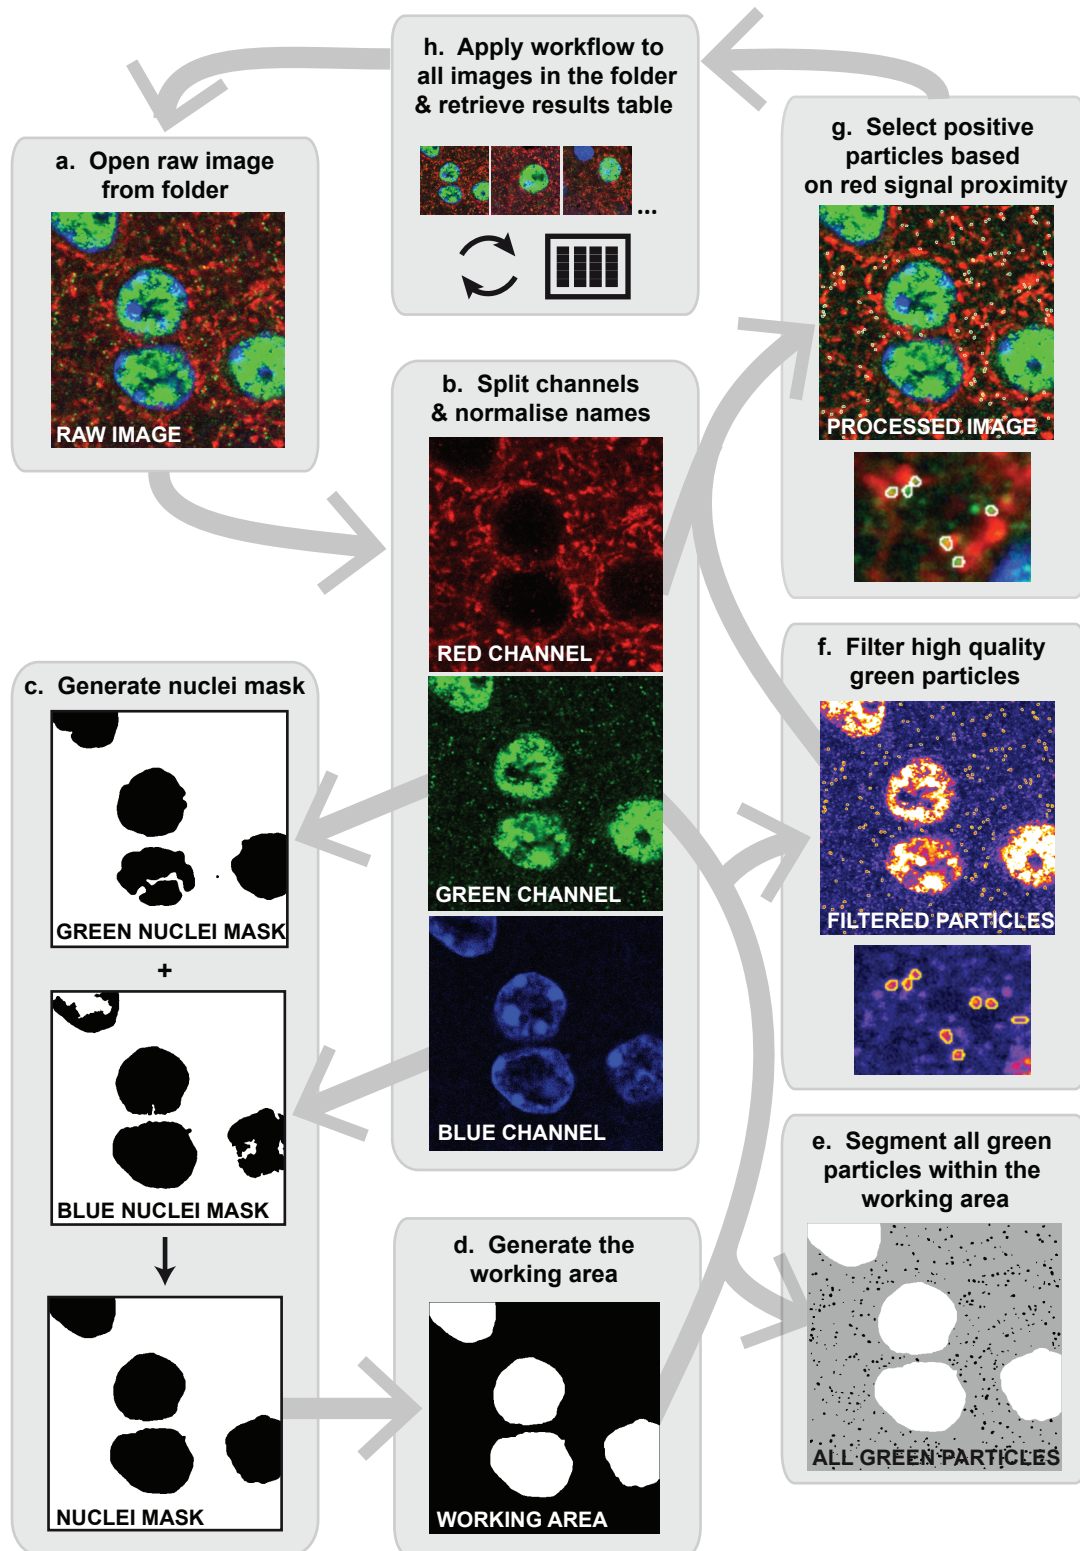 a.  Open raw image
from folder
RAW IMAGE
b.  Split channels
& normalise names
RED CHANNEL
GREEN CHANNEL
BLUE CHANNEL
c.  Generate nuclei mask
GREEN NUCLEI MASK
+
BLUE NUCLEI MASK
NUCLEI MASK
d.  Generate the
working area
WORKING AREA
e.  Segment all green
particles within the
working area
ALL GREEN PARTICLES
f.  Filter high quality
green particles
FILTERED PARTICLES
g.  Select positive
particles based
on red signal proximity
PROCESSED IMAGE
h.  Apply workflow to
all images in the folder
& retrieve results table
...